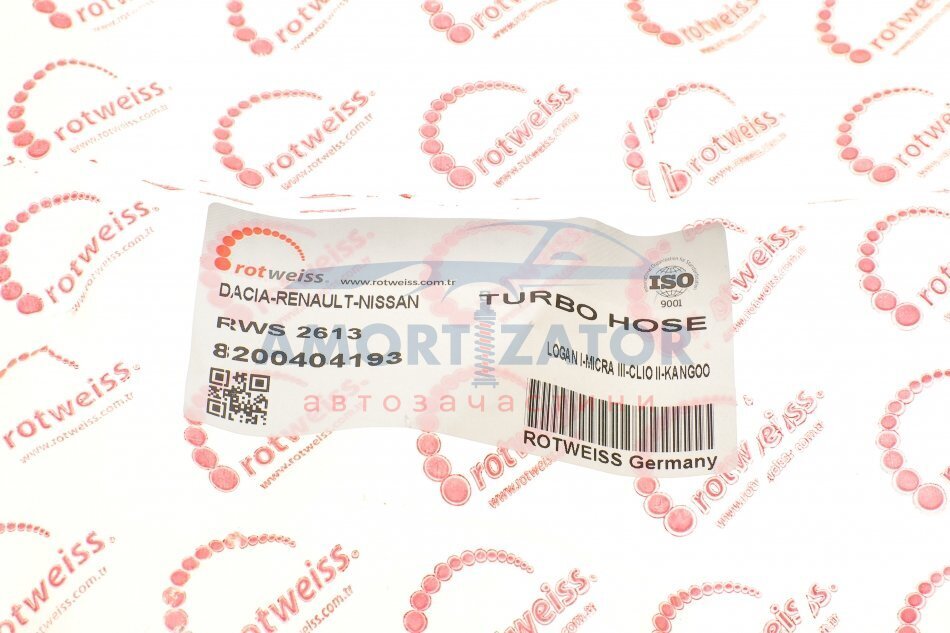 rotweiss.
www.rotweiss.com.tr
ISO
9001
DACIA-RENAULT-NISSAN
TURBO HOSE
RWS 2613
8200404193
LOGAN I-MICRA III-CLIO II-KANGOO
ROTWEISS Germany
AMORTIZATOR
автозачастини
rotweiss.
www.rotweiss.com.tr